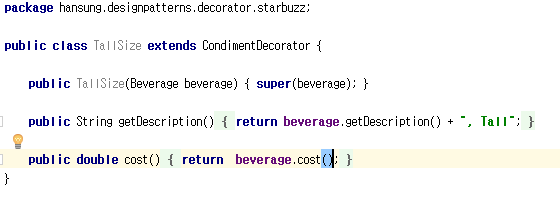 package hansung.designpatterns.decorator.starbuzz;
public class TallSize extends CondimentDecorator {
public TallSize(Beverage beverage) { super(beverage); }
public String getDescription() { return beverage.getDescription() + ", Tall"; }
public double cost() { return  beverage.cost(); }
}